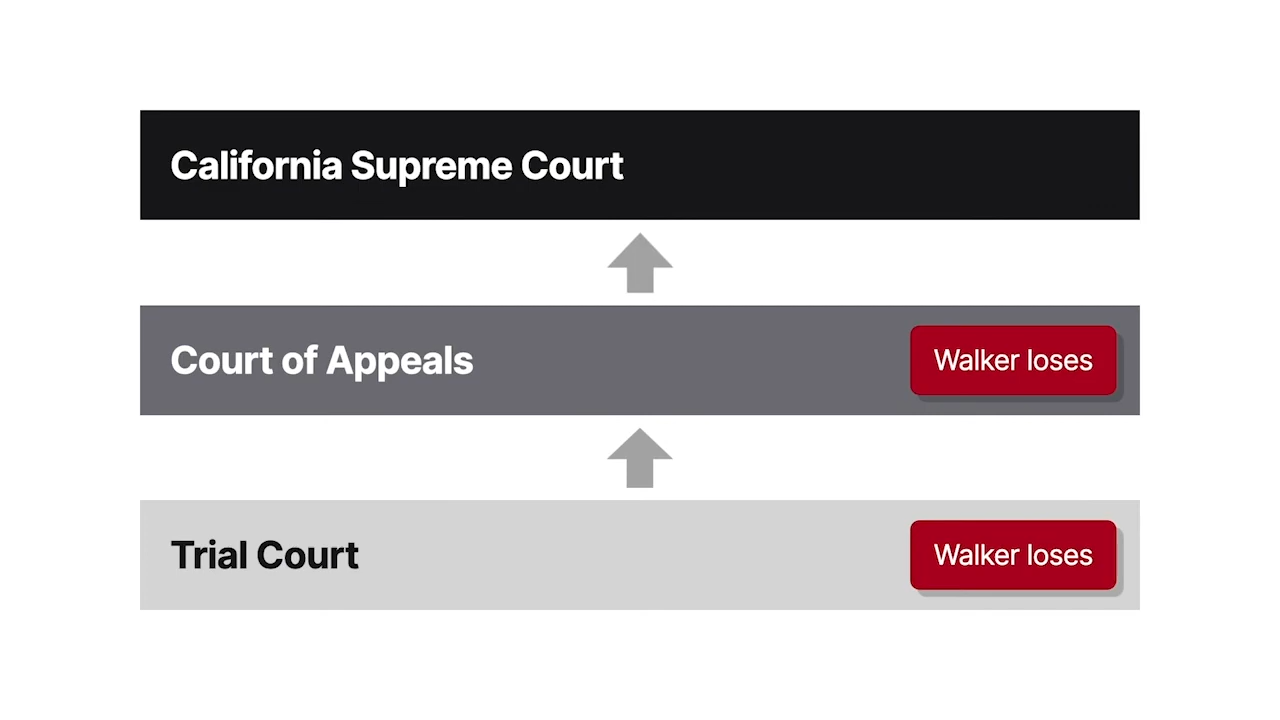 California Supreme Court
Court of Appeals
Walker loses
Trial Court
Walker loses